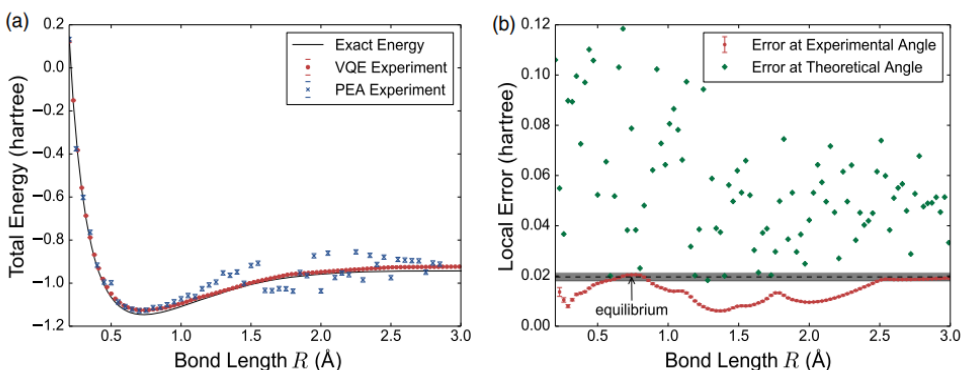 (a)
Total Energy (hartree)
0.2
0.0
−0.2
−0.4
−0.6
−0.8
−1.0
−1.2
Exact Energy
VQE Experiment
PEA Experiment
0.5
1.0
1.5
2.0
2.5
3.0
Bond Length R (Å)
(b)
Local Error (hartree)
0.12
0.10
0.08
0.06
0.04
0.02
0.00
Error at Experimental Angle
Error at Theoretical Angle
equilibrium
0.5
1.0
1.5
2.0
2.5
3.0
Bond Length R (Å)